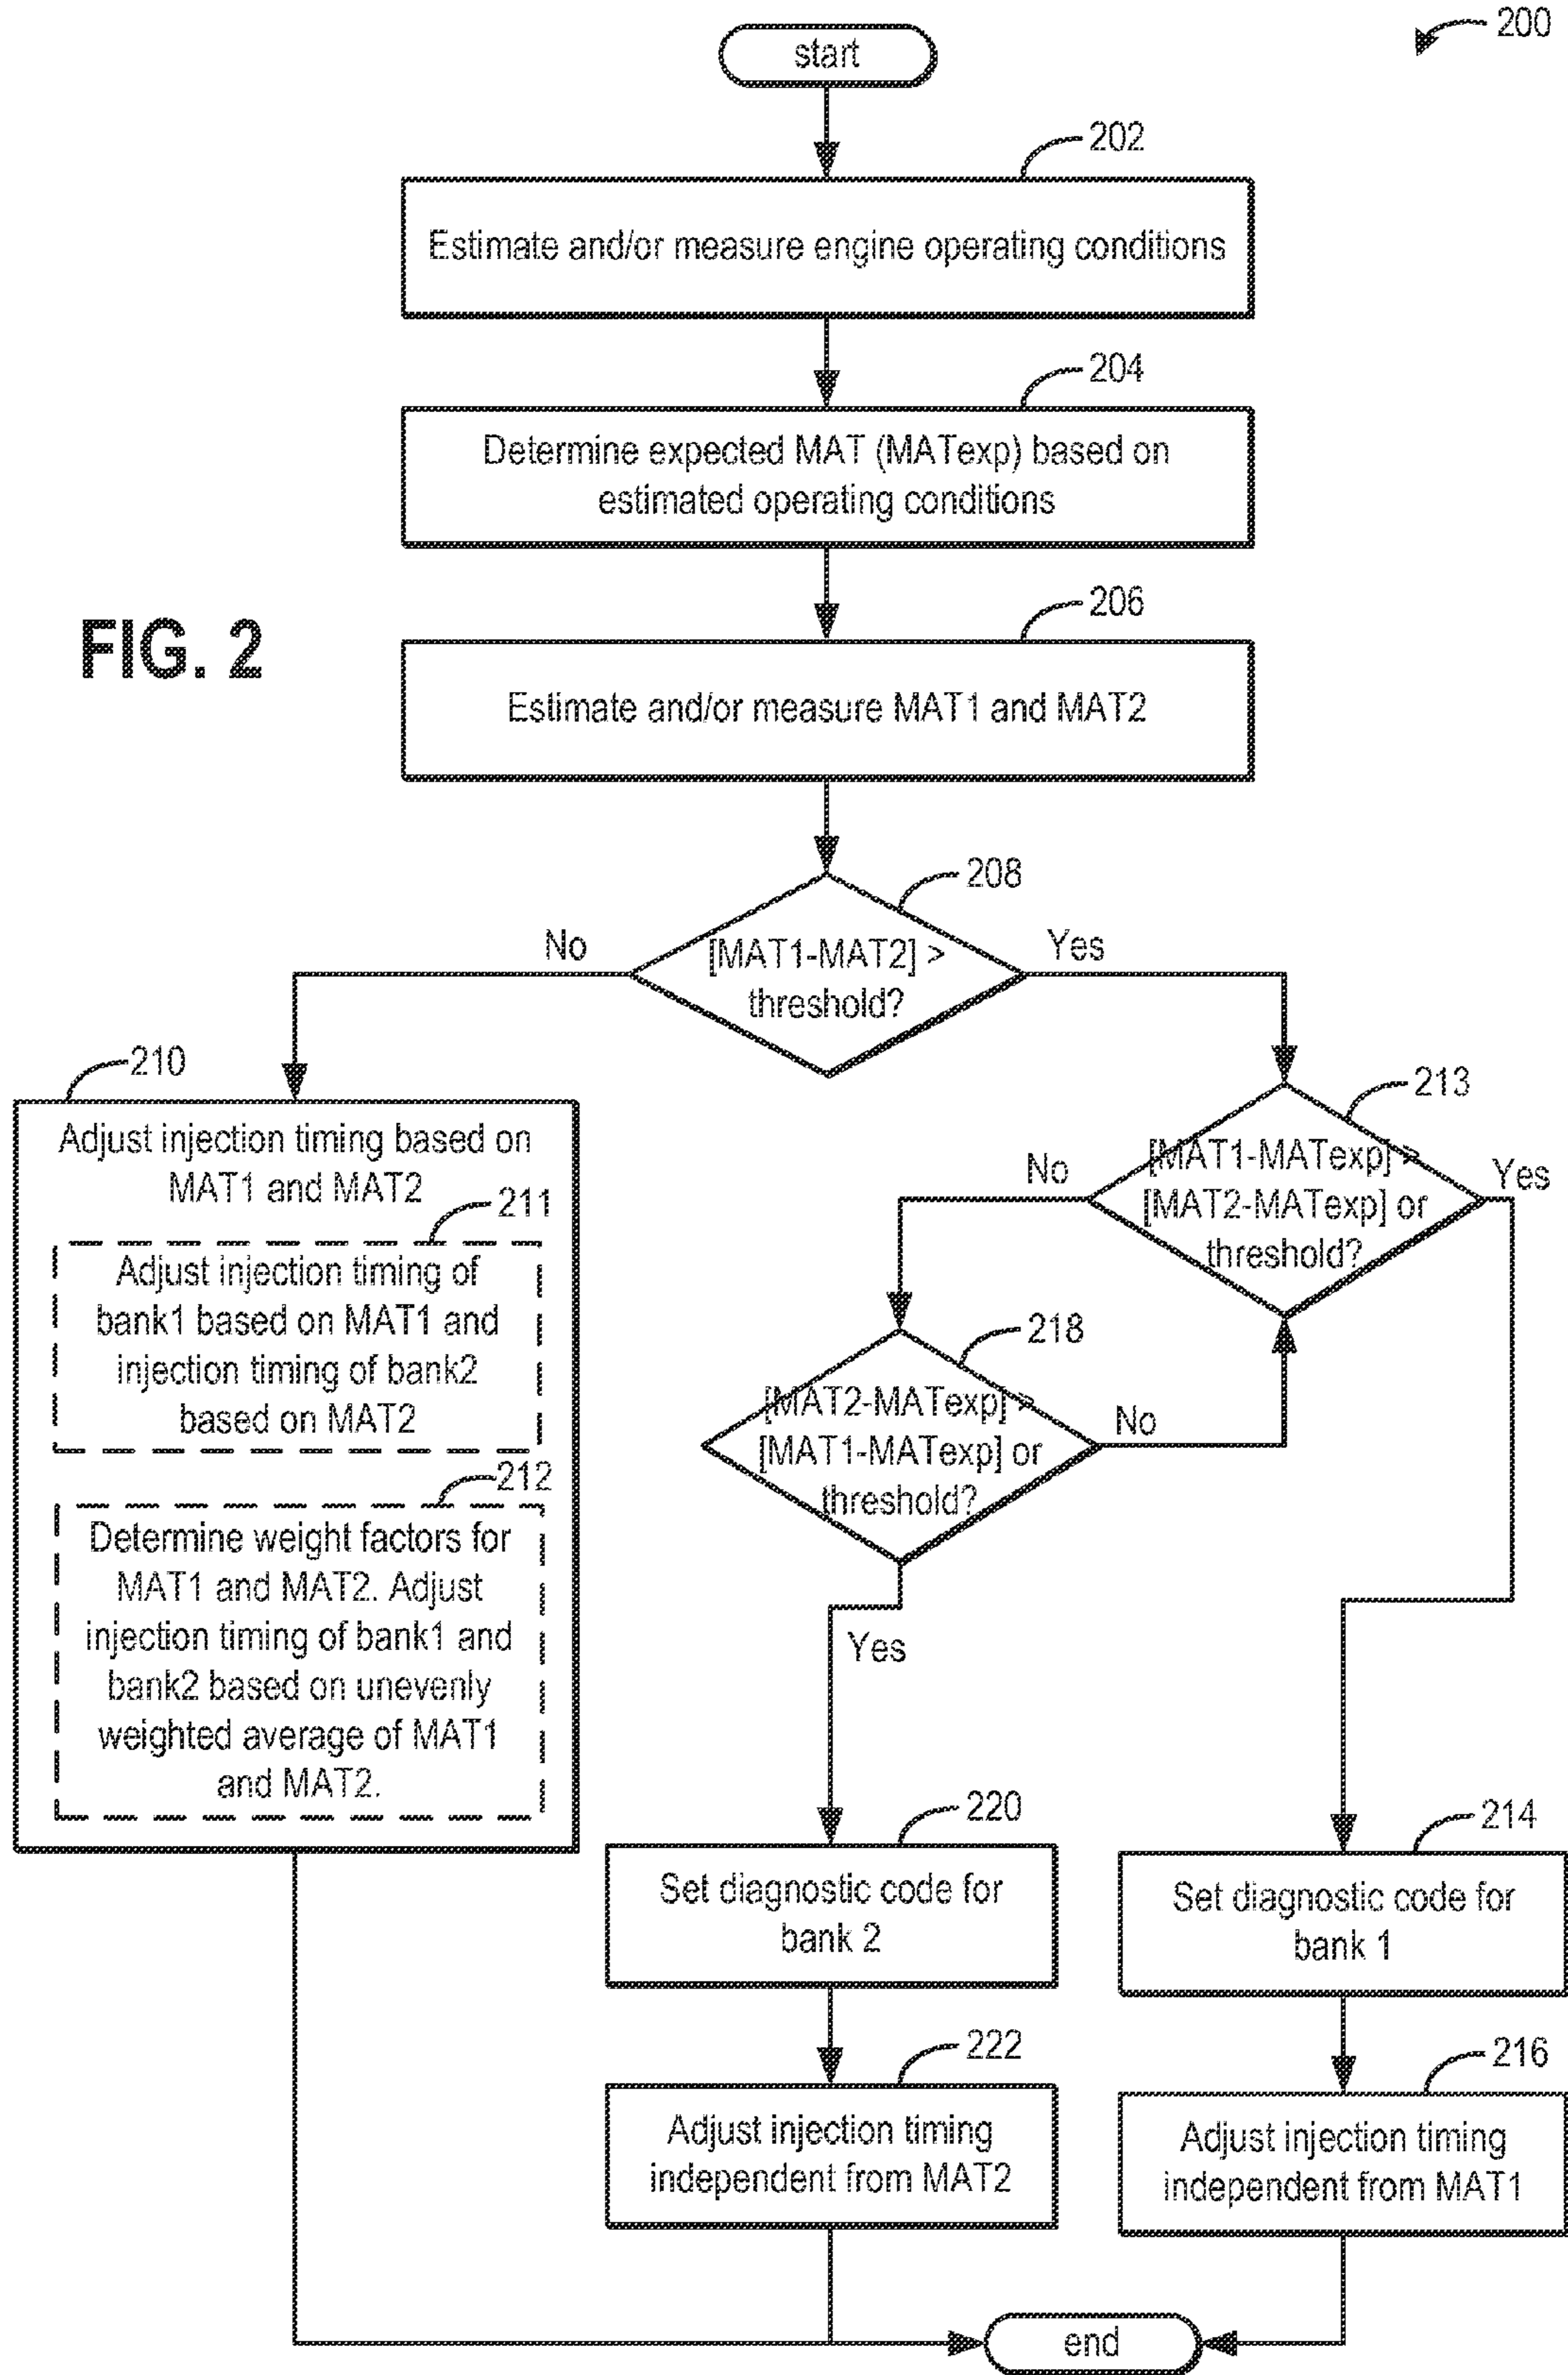 200
start
202
Estimate and/or measure engine operating conditions
204
Determine expected MAT (MATexp) based on
estimated operating conditions
FIG. 2
206
Estimate and/or measure MAT1 and MAT2
208
No
[MAT1-MAT2] >
threshold?
Yes
210
Adjust injection timing based on
MAT1 and MAT2
211
Adjust injection timing of
bank1 based on MAT1 and
injection timing of bank2
based on MAT2
212
Determine weight factors for
MAT1 and MAT2. Adjust
injection timing of bank1 and
bank2 based on unevenly
weighted average of MAT1
and MAT2.
213
No
[MAT1-MATexp] >
[MAT2-MATexp] or
threshold?
Yes
218
[MAT2-MATexp] >
[MAT1-MATexp] or
threshold?
No
Yes
220
Set diagnostic code for
bank 2
214
Set diagnostic code for
bank 1
222
Adjust injection timing
independent from MAT2
216
Adjust injection timing
independent from MAT1
end